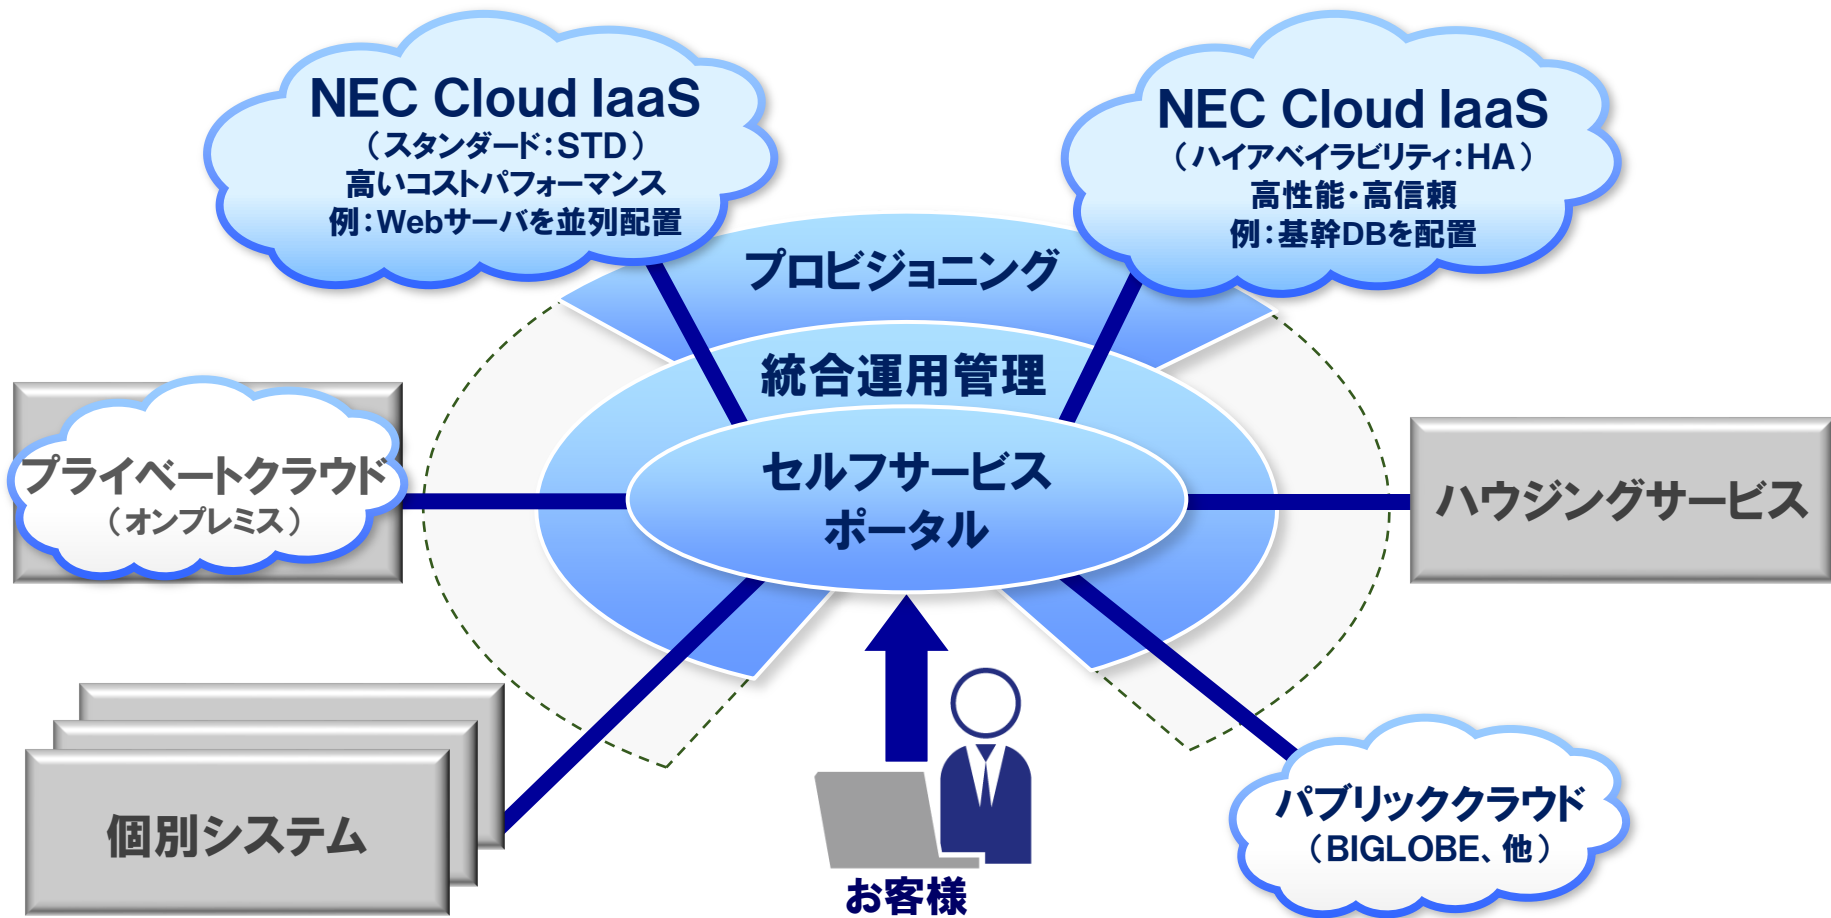 NEC Cloud IaaS
(スタンダード:STD)
高いコストパフォーマンス
例:Webサーバを並列配置
NEC Cloud IaaS
(ハイアベイラビリティ:HA)
高性能・高信頼
例:基幹DBを配置
プロビジョニング
統合運用管理
セルフサービス
ポータル
プライベートクラウド
(オンプレミス)
ハウジングサービス
個別システム
パブリッククラウド
(BIGLOBE、他)
お客様